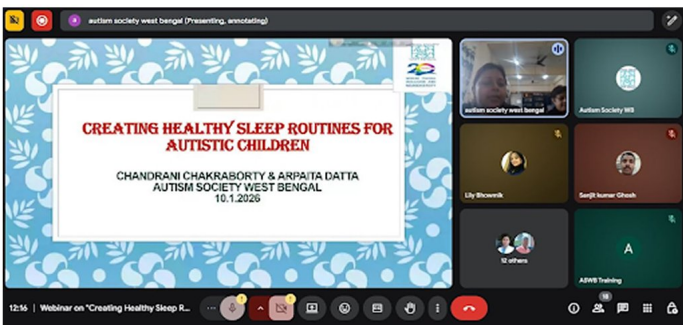 autism society west bengal (Presenting, annotating)
CREATING HEALTHY SLEEP ROUTINES FOR
AUTISTIC CHILDREN
CHANDRANI CHAKRABORTY & ARPAITA DATTA
AUTISM SOCIETY WEST BENGAL
10.1.2026
autism society west bengal
Autism Society WB
Lily Bhowmik
Sanjit kumar Ghosh
12 others
A
ASWB Training
12:16 | Webinar on "Creating Healthy Sleep R...
18